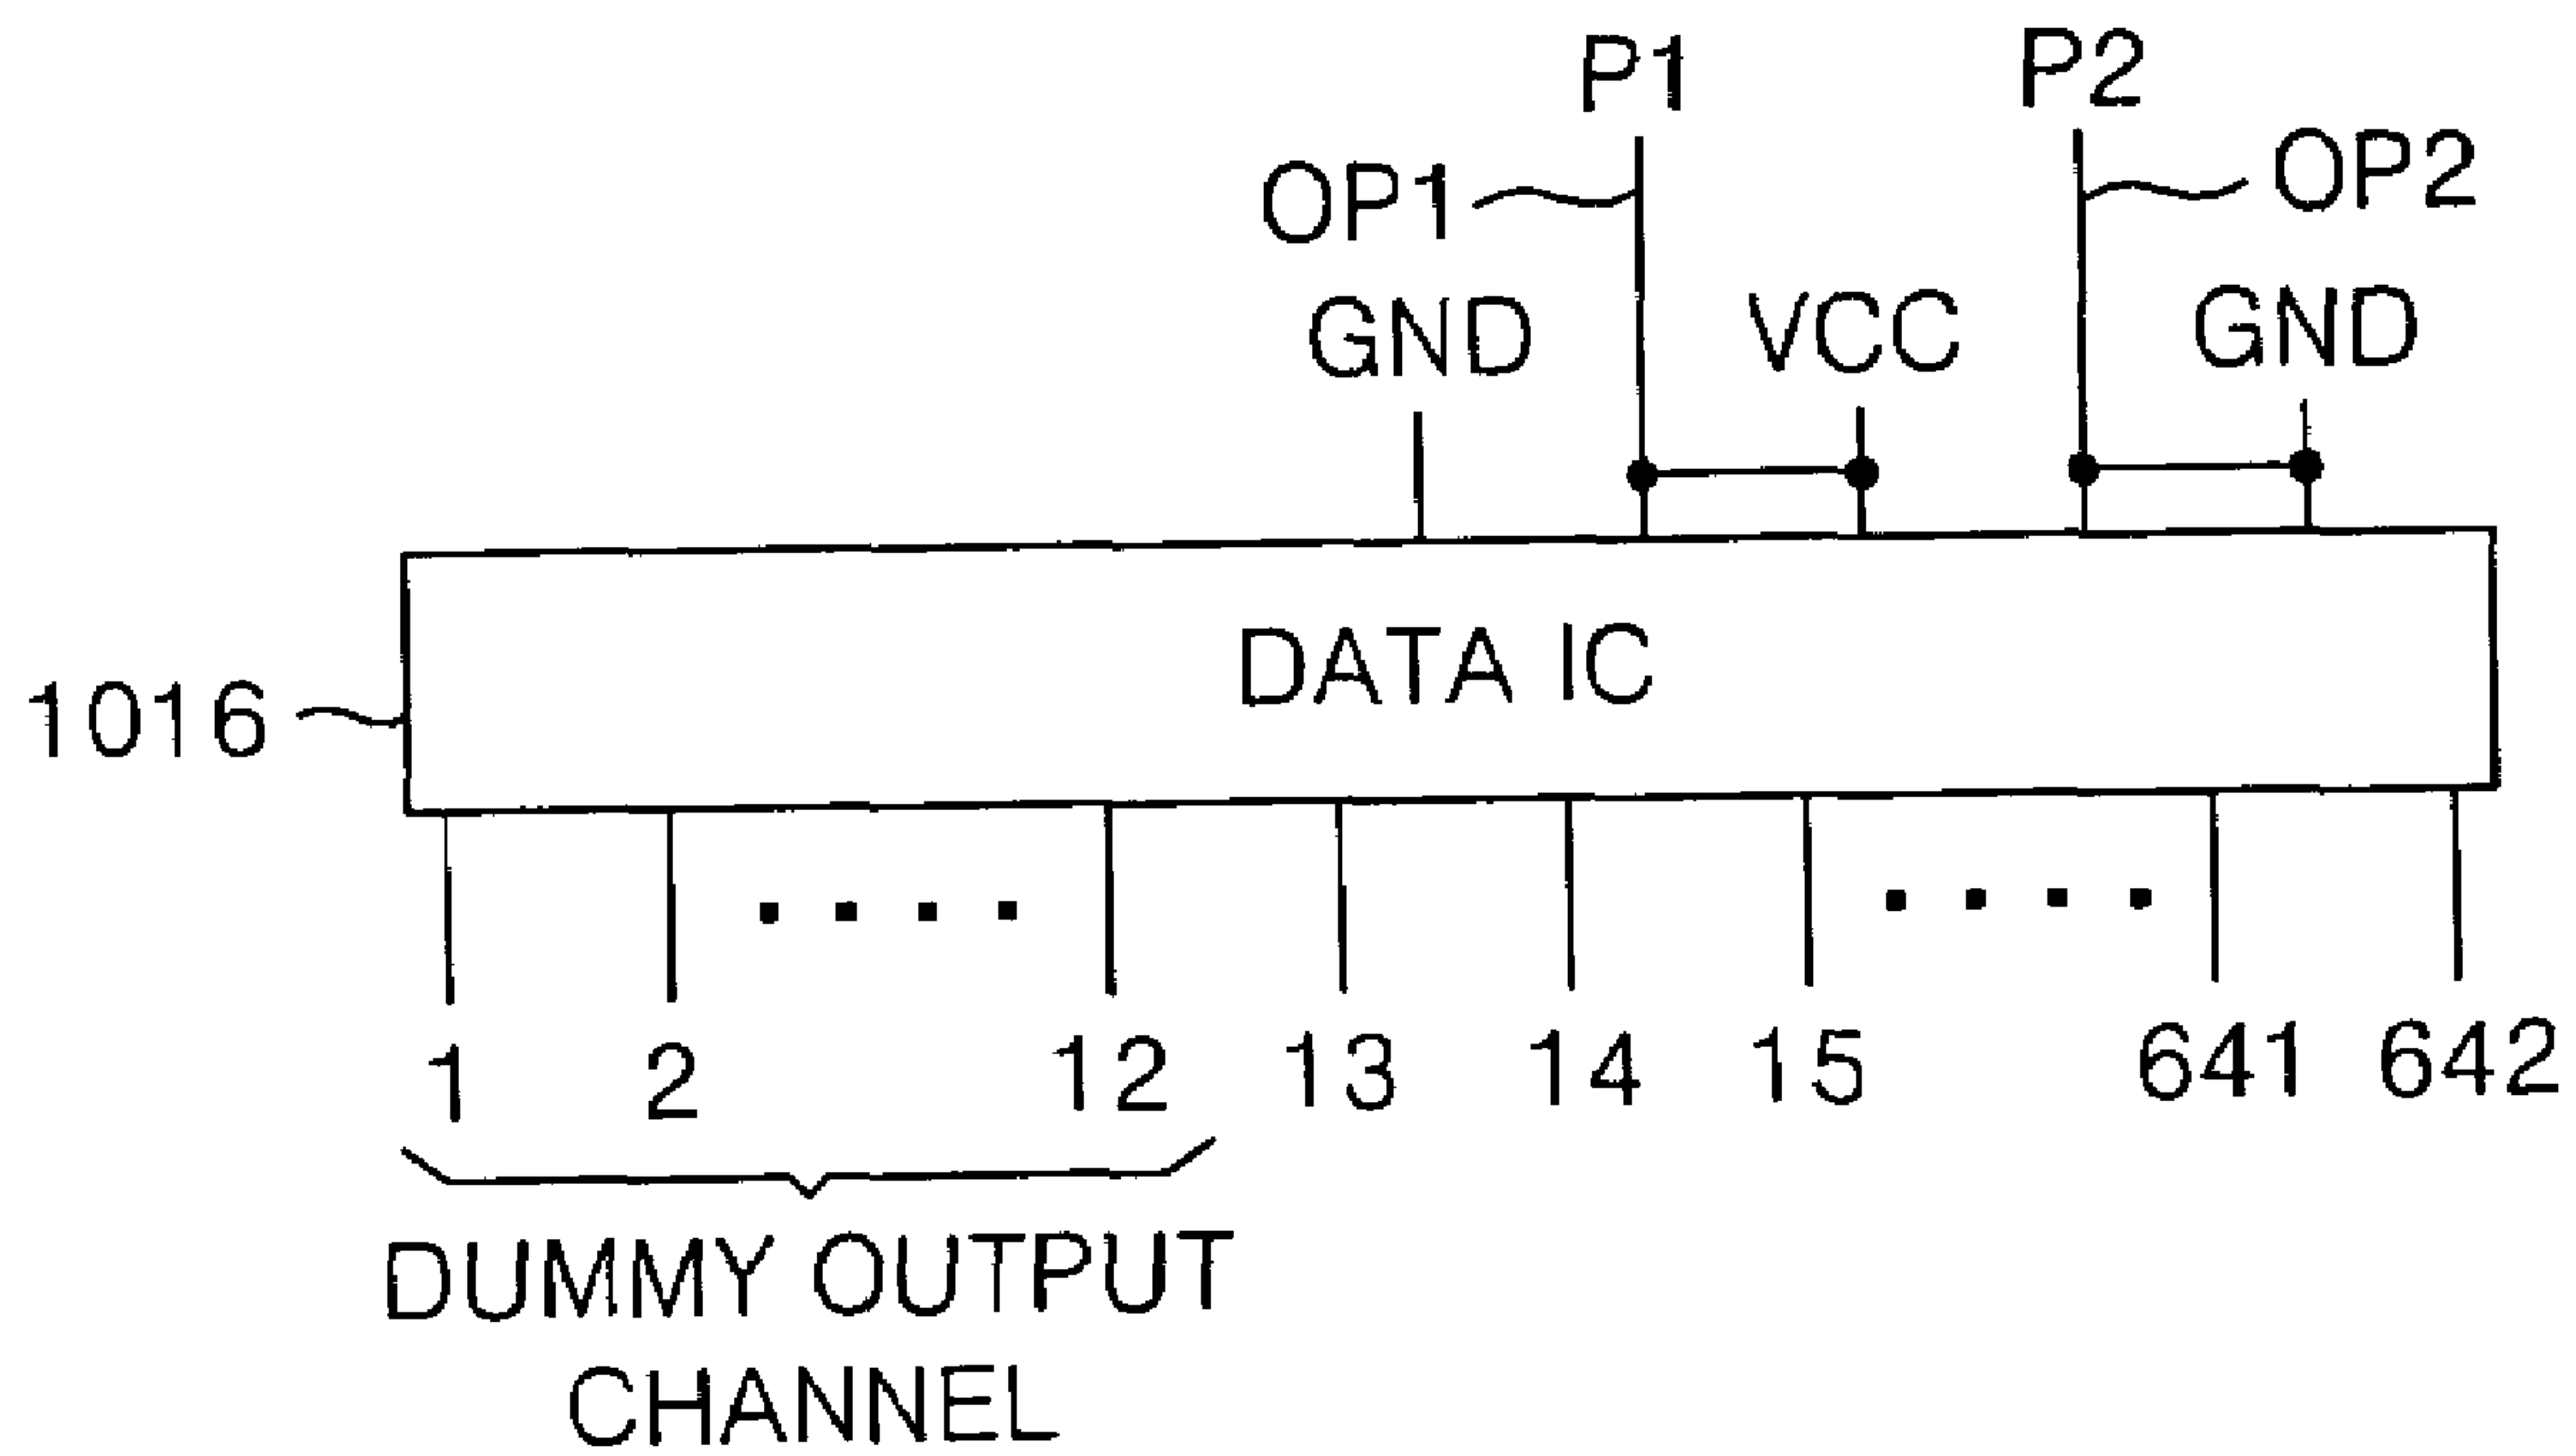 P1 P2
OP1 OP2
GND VCC GND
DATA IC
1016
1 2 12 13 14 15 641 642
DUMMY OUTPUT
CHANNEL